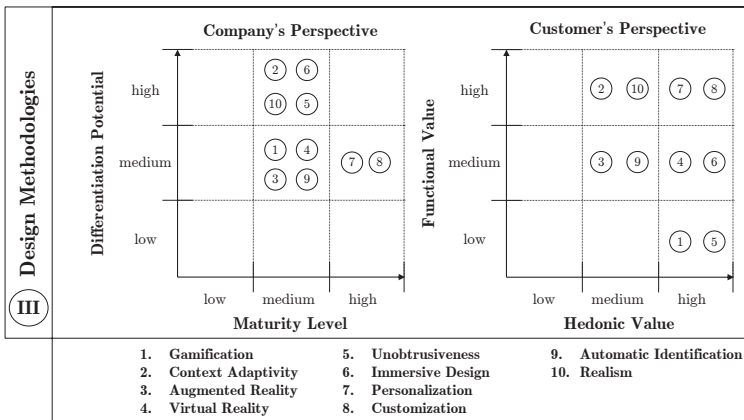 III Design Methodologies
Company's Perspective
Differentiation Potential
high
medium
low
2 6
10 5
1 4
7 8
3 9
low medium high
Maturity Level
Customer's Perspective
Functional Value
2 10 7 8
3 9 4 6
1 5
low medium high
Hedonic Value
1. Gamification
2. Context Adaptivity
3. Augmented Reality
4. Virtual Reality
5. Unobtrusiveness
6. Immersive Design
7. Personalization
8. Customization
9. Automatic Identification
10. Realism